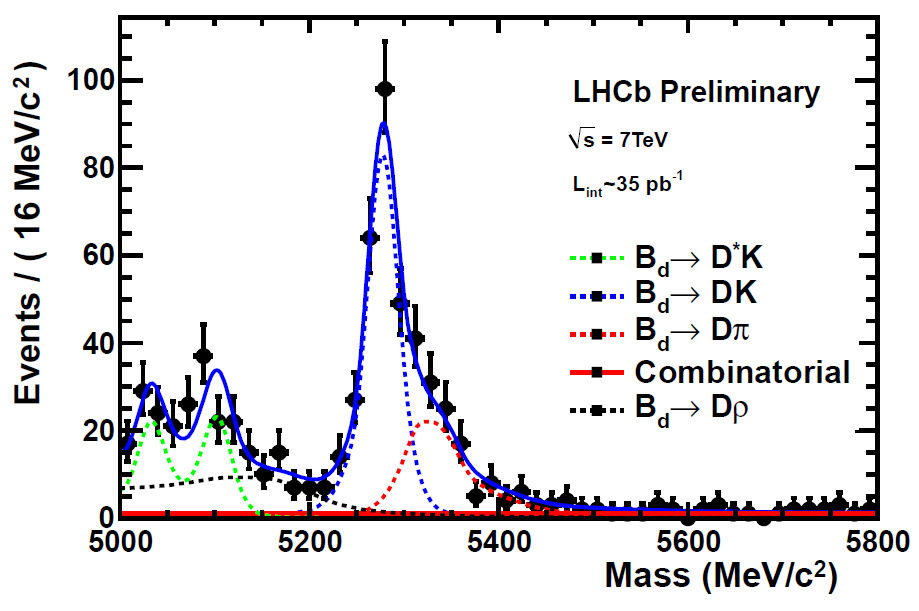 Events / ( 16 MeV/c²)
100
80
60
40
20
0
LHCb Preliminary
√s = 7TeV
L_int~35 pb⁻¹
B_d→ D*K
B_d→ DK
B_d→ Dπ
Combinatorial
B_d→ Dρ
5000 5200 5400 5600 5800
Mass (MeV/c²)